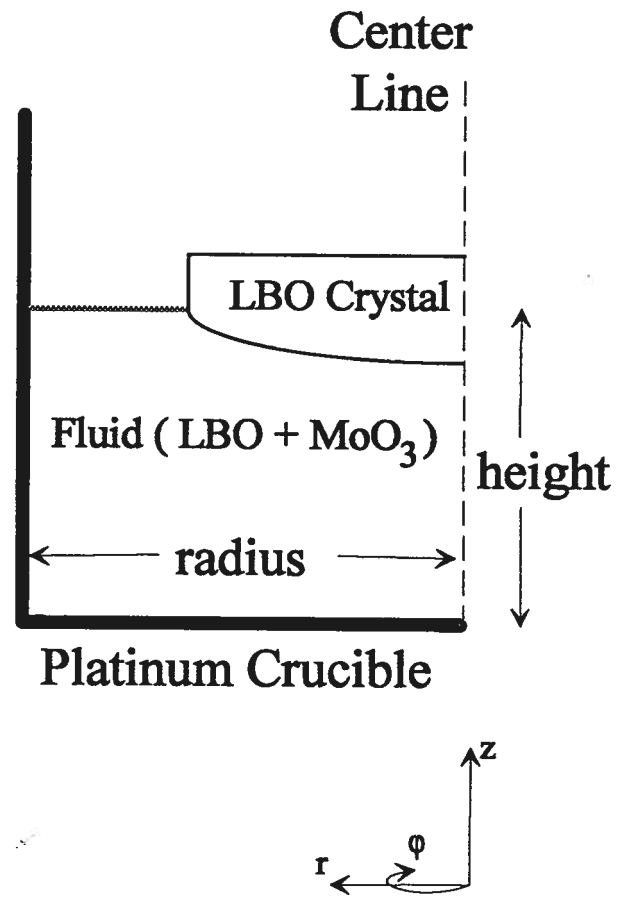 Center
Line
LBO Crystal
Fluid ( LBO + MoO₃)
height
radius
Platinum Crucible
z
φ
r